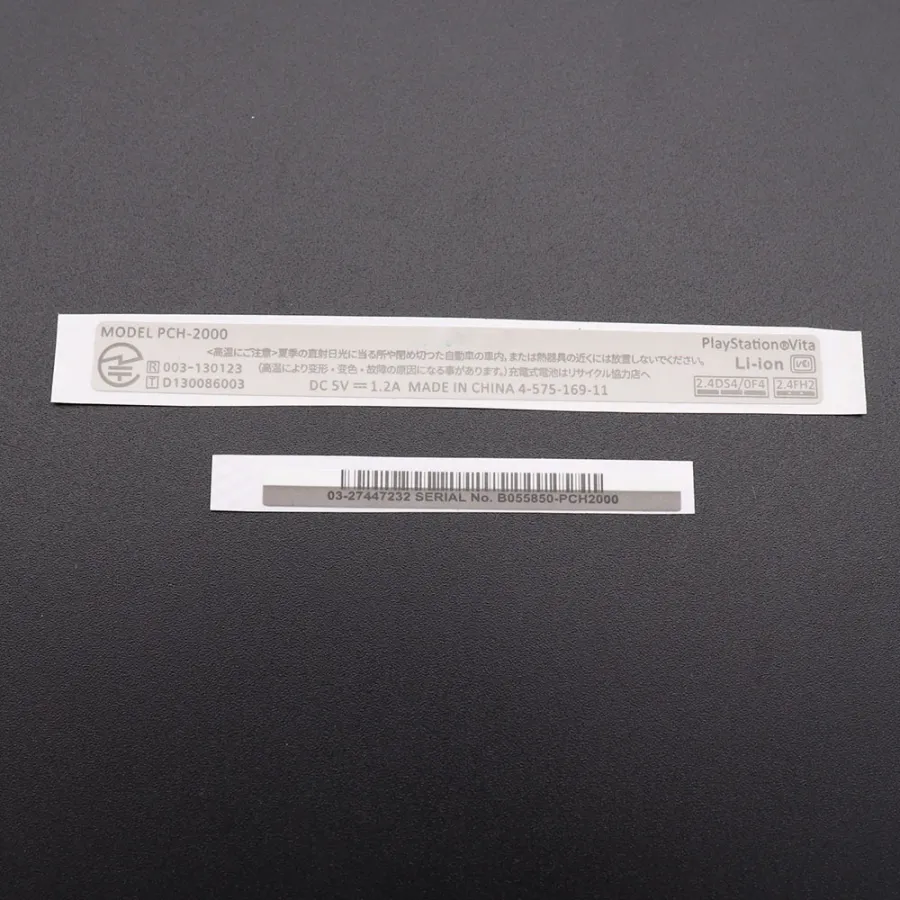 MODEL PCH-2000
PlayStation®Vita
<高温にご注意>夏季の直射日光に当る所や閉め切つた自動車の車内、または熱器具の近くには放置しないでください。
R 003-130123
(高温により変形・変色・故障の原因になる事があります。)充電式電池はリサイクル協力店へ
Li-ion
T D130086003
DC 5V ⎓ 1.2A MADE IN CHINA 4-575-169-11
2.4DS4/OF4 2.4FH2
03-27447232 SERIAL No. B055850-PCH2000